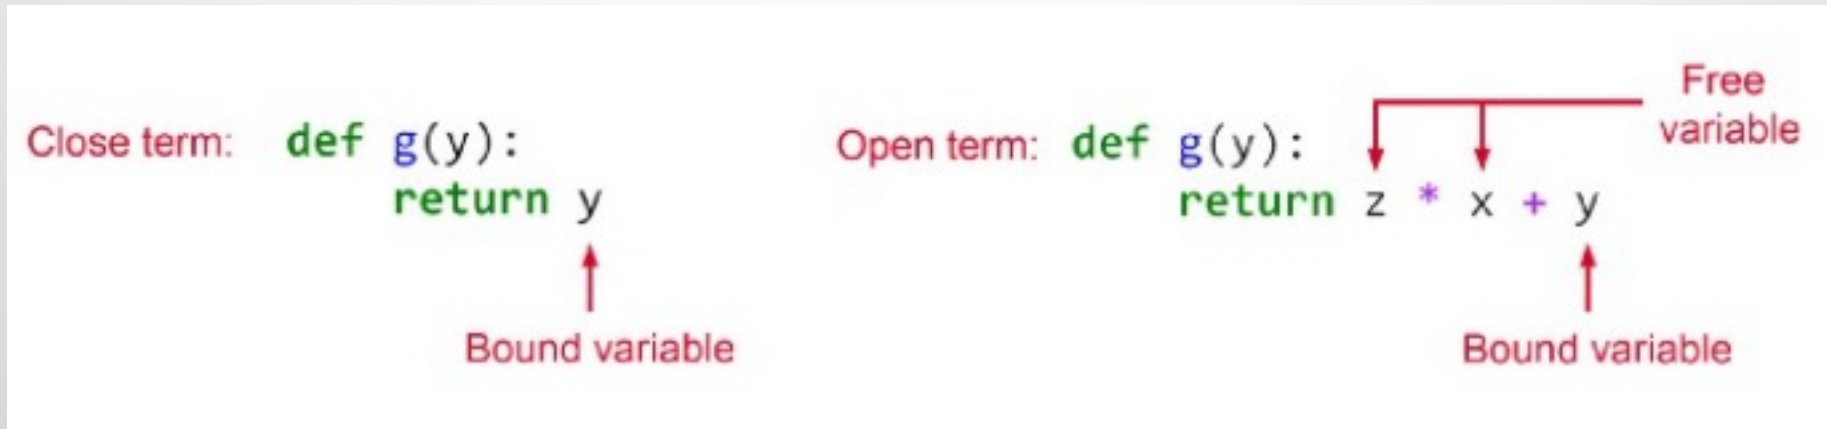 Close term: def g(y):
return y
Bound variable
Open term: def g(y):
return z * x + y
Free
variable
Bound variable